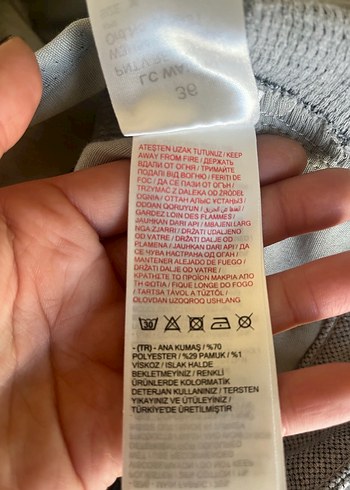 LC WA
36
ATEŞTEN UZAK TUTUNUZ / KEEP
AWAY FROM FIRE / ДЕРЖАТЬ
ВДАЛИ ОТ ОГНЯ / ТРИМАЙТЕ
ПОДАЛІ ВІД ВОГНЮ / FERIȚI DE
FOC / ДА СЕ ПАЗИ ОТ ОГЪН /
TRZYMAĆ Z DALEKA OD ŹRÓDEŁ
OGNIA / ОТТАН АЛЫС ҰСТАҢЫЗ /
ODDAN QORUYUN /
GARDEZ LOIN DES FLAMMES /
JAUHKAN DARI API / MBAJENI LARG
NGA ZJARRI / DRŽATI UDALJENO
OD VATRE / DRŽATI DALJE OD
PLAMENA / JAUHKAN DARI API / ДА
СЕ ЧУВА НАСТРАНА ОД ОГАН /
MANTENER ALEJADO DE FUEGO /
DRŽATI DALJE OD VATRE /
ΚΡΑΤΗΣΤΕ ΤΟ ΠΡΟΪΟΝ ΜΑΚΡΙΑ ΑΠΟ
ΤΗ ΦΩΤΙΑ / FIQUE LONGE DO FOGO
/ TARTSA TÁVOL A TŰZTŐL /
OLOVDAN UZOQROQ USHLANG
30
- (TR) - ANA KUMAŞ / %70
POLYESTER / %29 PAMUK / %1
VİSKOZ / ISLAK HALDE
BEKLETMEYİNİZ / RENKLİ
ÜRÜNLERDE KOLORMATİK
DETERJAN KULLANINIZ / TERSTEN
YIKAYINIZ VE ÜTÜLEYİNİZ /
TÜRKİYE'DE ÜRETİLMİŞTİR